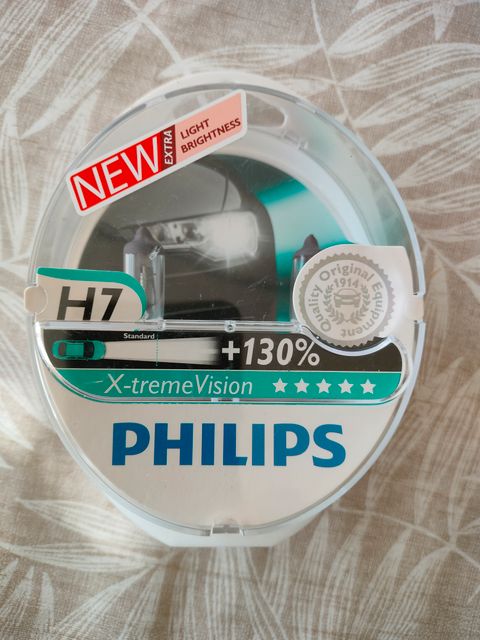 NEW EXTRA LIGHT BRIGHTNESS
H7
Quality Original Equipment
1914
Standard
+130%
X-tremeVision
PHILIPS